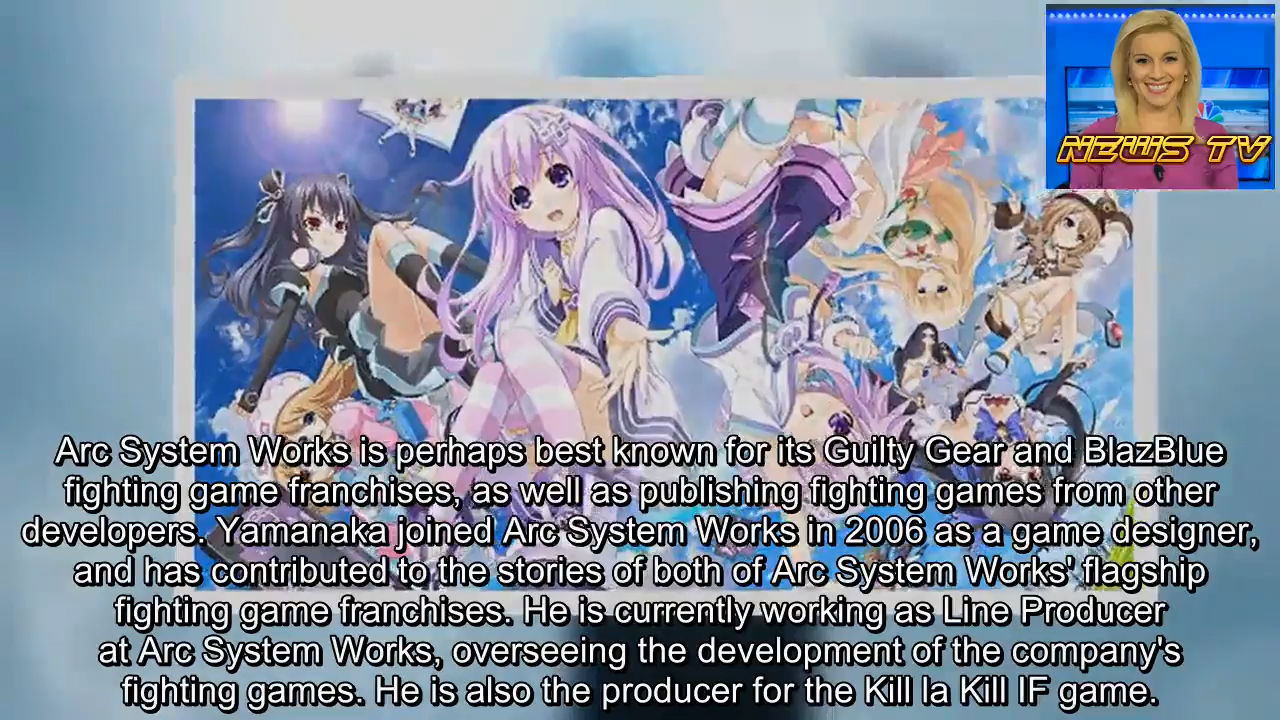 NEWS TV
Arc System Works is perhaps best known for its Guilty Gear and BlazBlue
fighting game franchises, as well as publishing fighting games from other
developers. Yamanaka joined Arc System Works in 2006 as a game designer,
and has contributed to the stories of both of Arc System Works' flagship
fighting game franchises. He is currently working as Line Producer
at Arc System Works, overseeing the development of the company's
fighting games. He is also the producer for the Kill la Kill IF game.